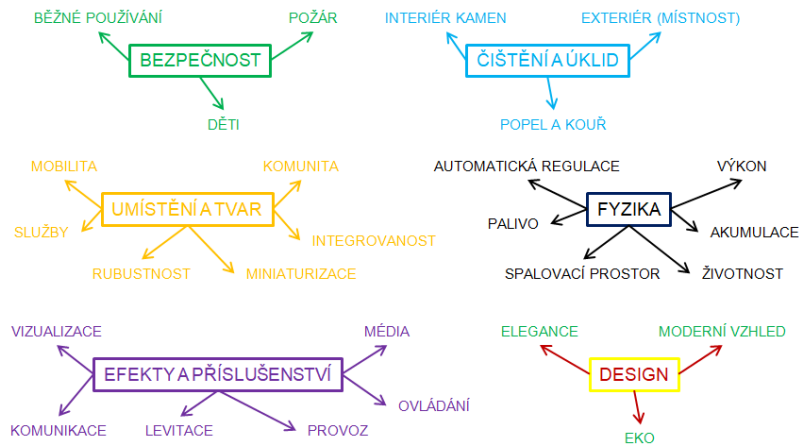 BĚŽNÉ POUŽÍVÁNÍ
POŽÁR
BEZPEČNOST
DĚTI
INTERIÉR KAMEN
EXTERIÉR (MÍSTNOST)
ČIŠTĚNÍ A ÚKLID
POPEL A KOUŘ
MOBILITA
KOMUNITA
UMÍSTĚNÍ A TVAR
SLUŽBY
INTEGROVANOST
RUBUSTNOST
MINIATURIZACE
AUTOMATICKÁ REGULACE
VÝKON
FYZIKA
PALIVO
AKUMULACE
SPALOVACÍ PROSTOR
ŽIVOTNOST
VIZUALIZACE
MÉDIA
EFEKTY A PŘÍSLUŠENSTVÍ
OVLÁDÁNÍ
KOMUNIKACE
LEVITACE
PROVOZ
ELEGANCE
MODERNÍ VZHLED
DESIGN
EKO